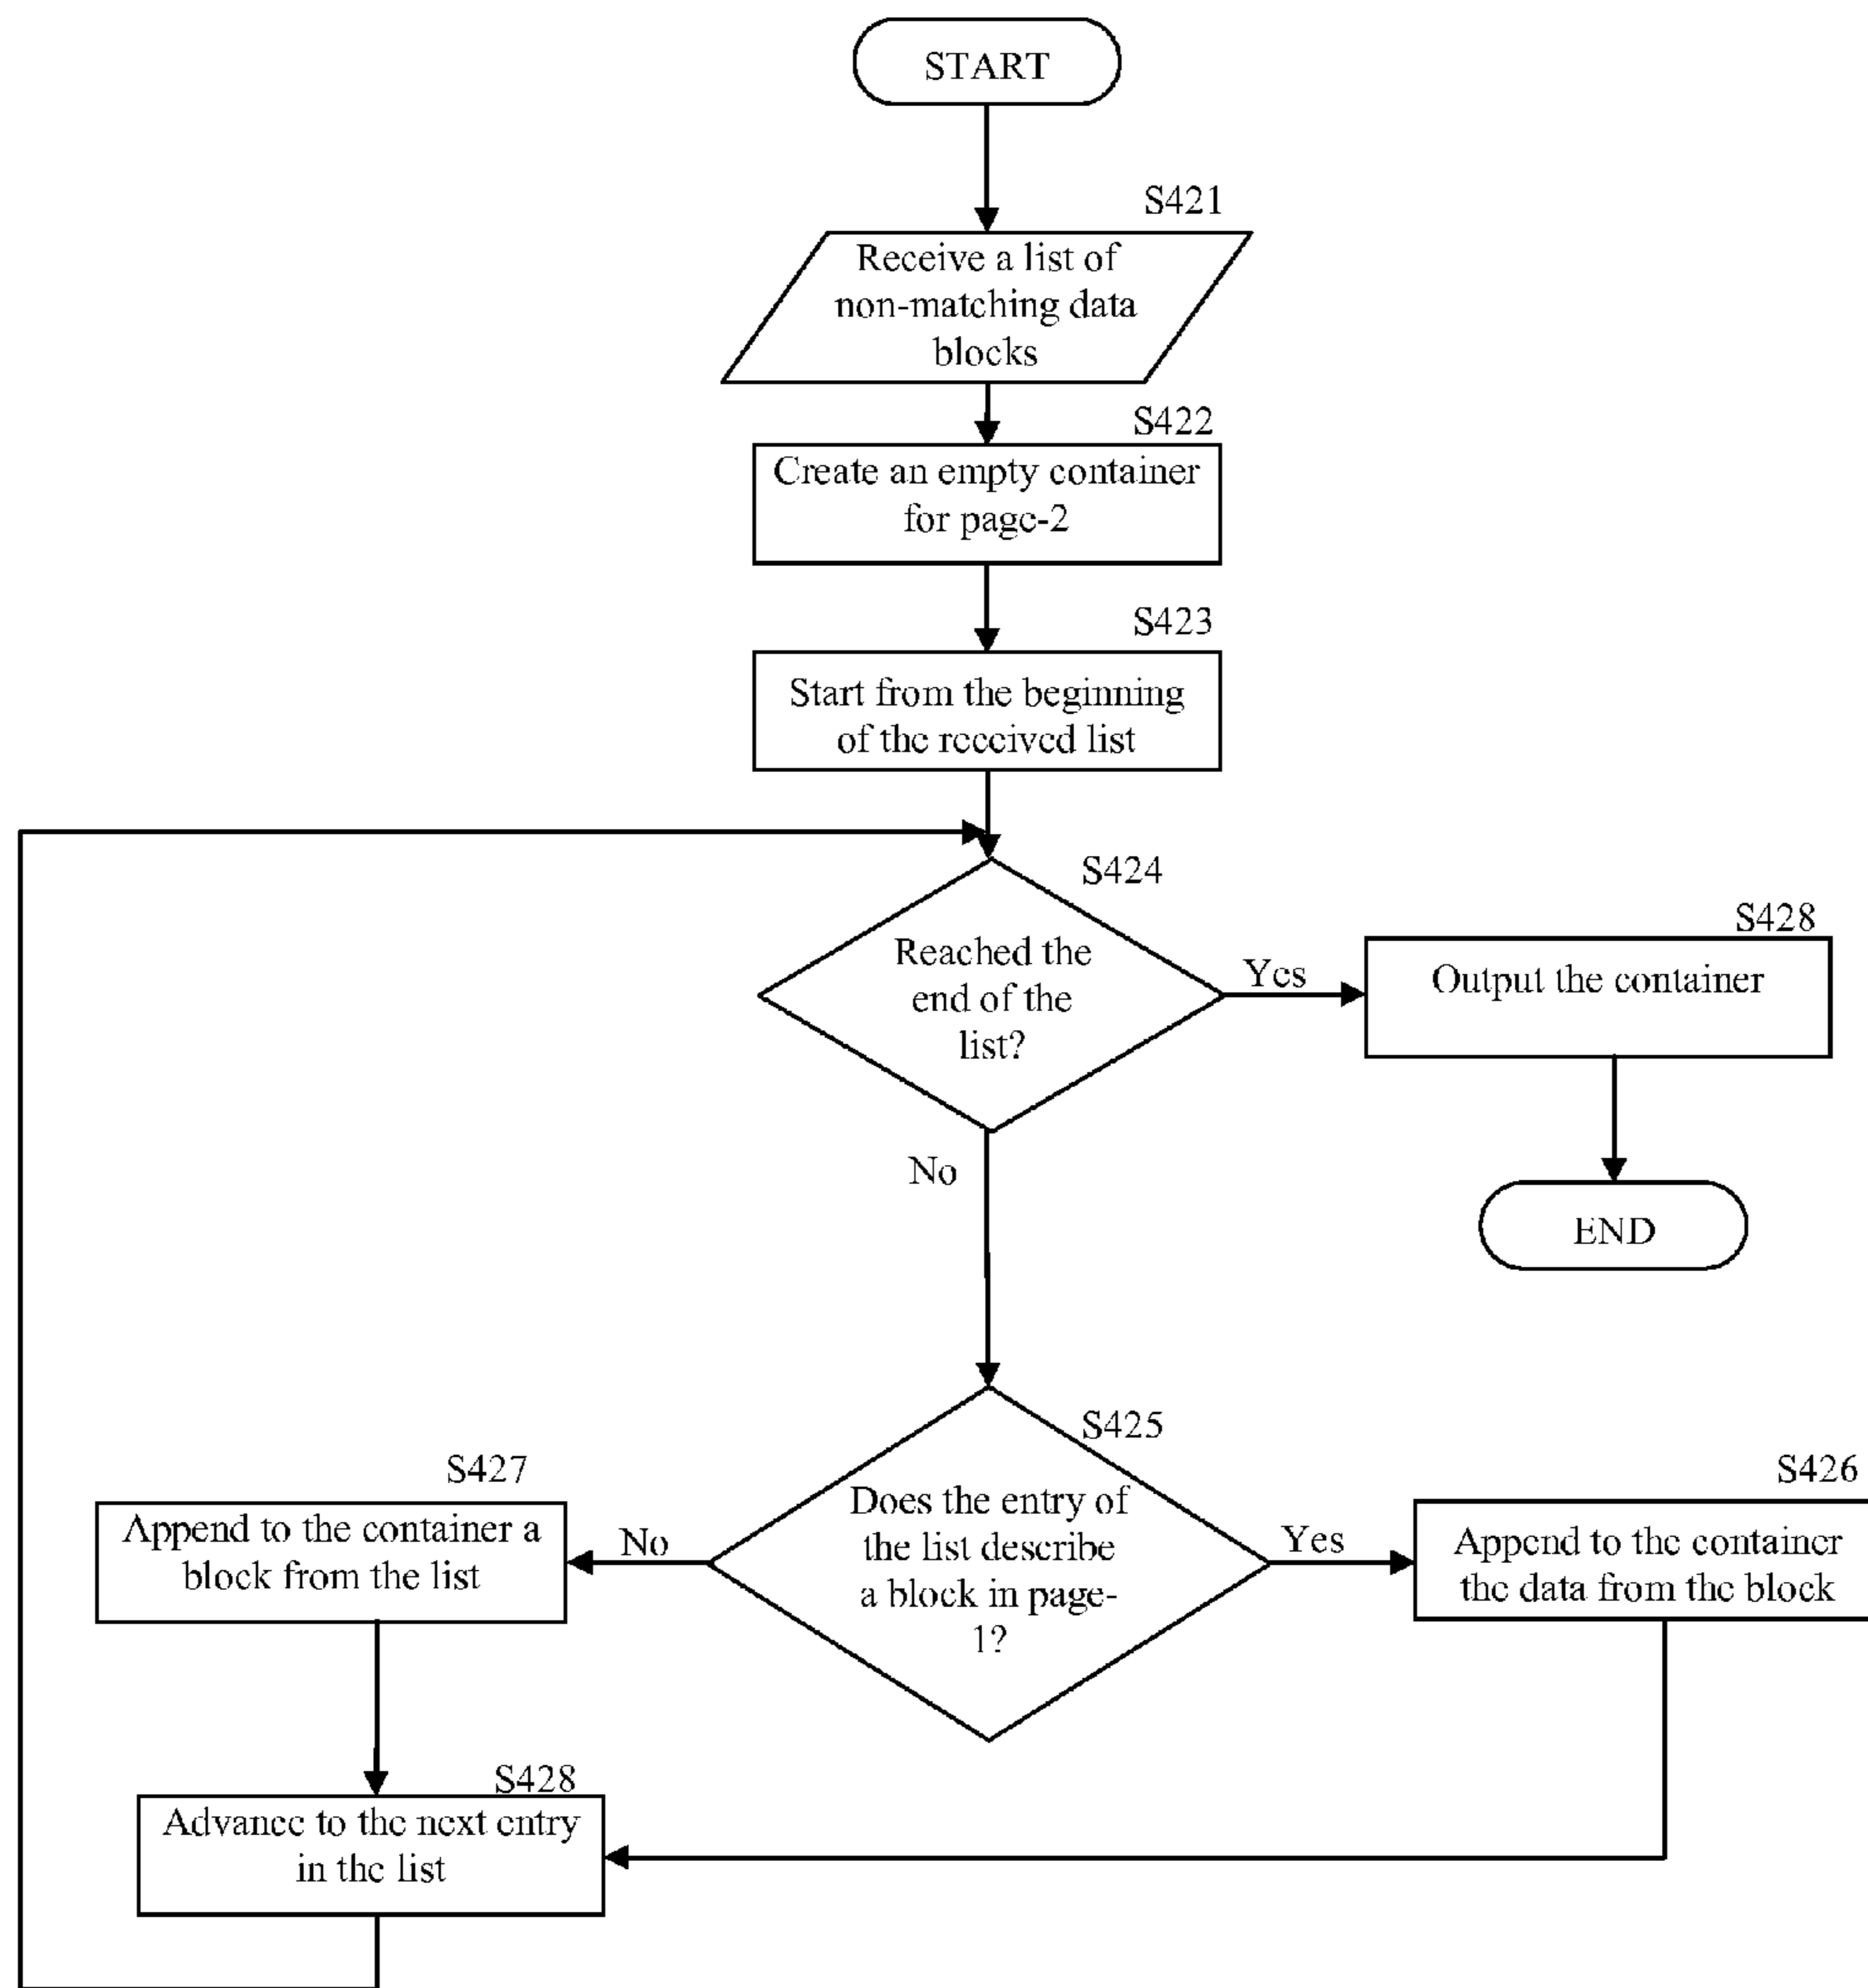 START
S421
Receive a list of
non-matching data
blocks
S422
Create an empty container
for page-2
S423
Start from the beginning
of the received list
S424
Reached the
end of the
list?
Yes
S428
Output the container
END
No
S425
Does the entry of
the list describe
a block in page-
1?
Yes
S426
Append to the container
the data from the block
No
S427
Append to the container a
block from the list
S428
Advance to the next entry
in the list